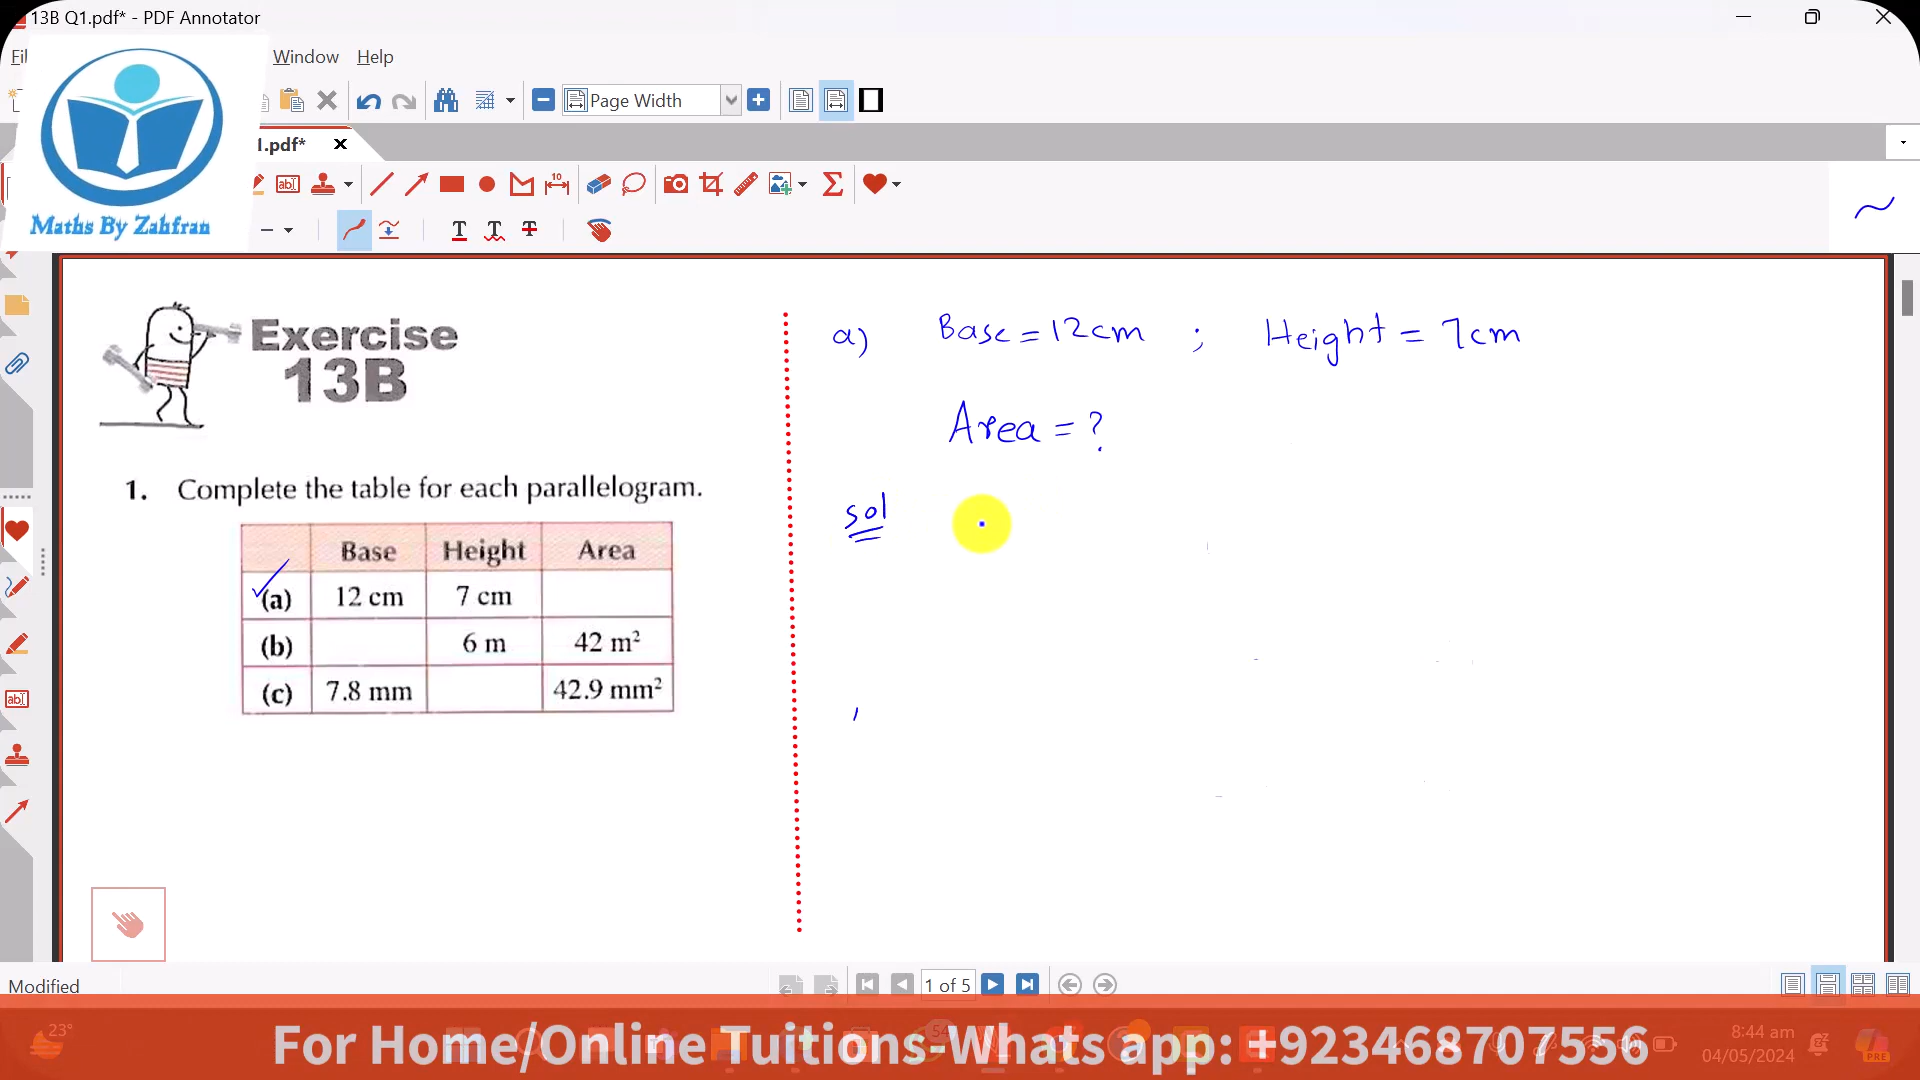 13B Q1.pdf* - PDF Annotator
Window Help
Page Width
1.pdf*
Maths By Zahfran
Exercise
13B
1. Complete the table for each parallelogram.
Base Height Area
(a) 12 cm 7 cm
(b) 6 m 42 m²
(c) 7.8 mm 42.9 mm²
a) Base = 12cm ; Height = 7cm
Area = ?
sol
Modified
1 of 5
For Home/Online Tuitions-Whats app: +923468707556
23°
8:44 am
04/05/2024